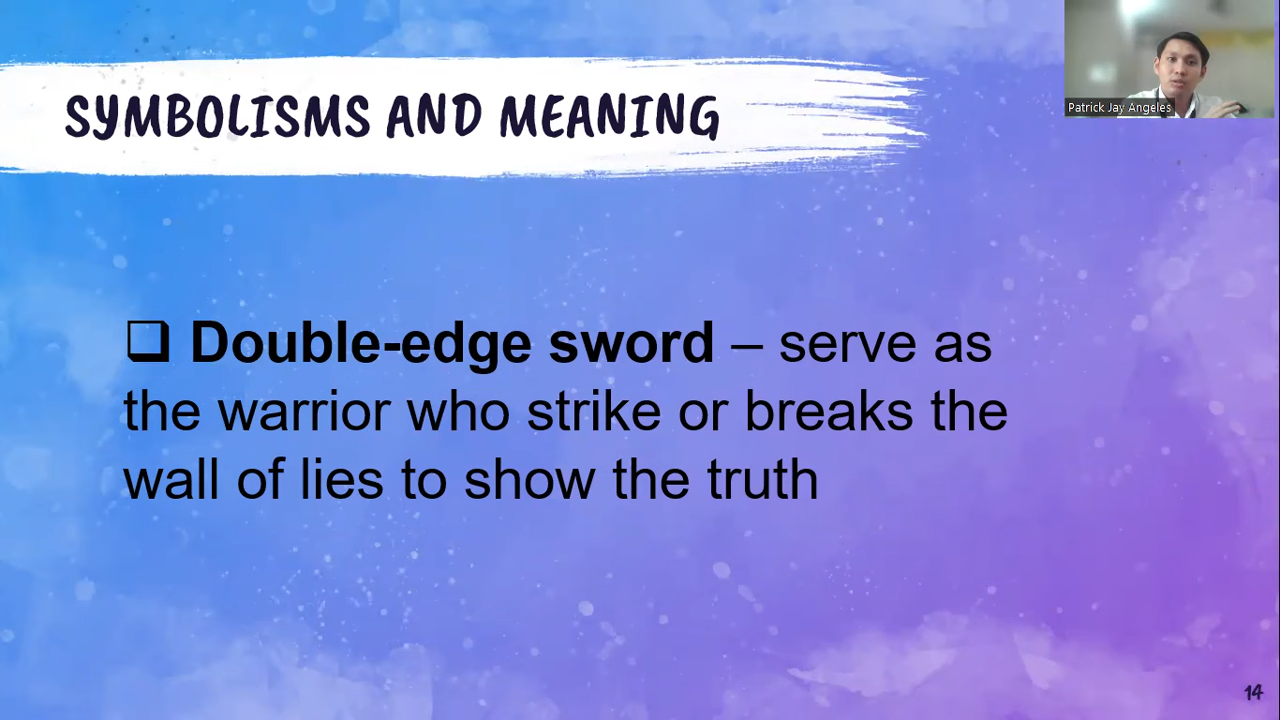 SYMBOLISMS AND MEANING
Patrick Jay Angeles
❑ Double-edge sword – serve as
the warrior who strike or breaks the
wall of lies to show the truth
14